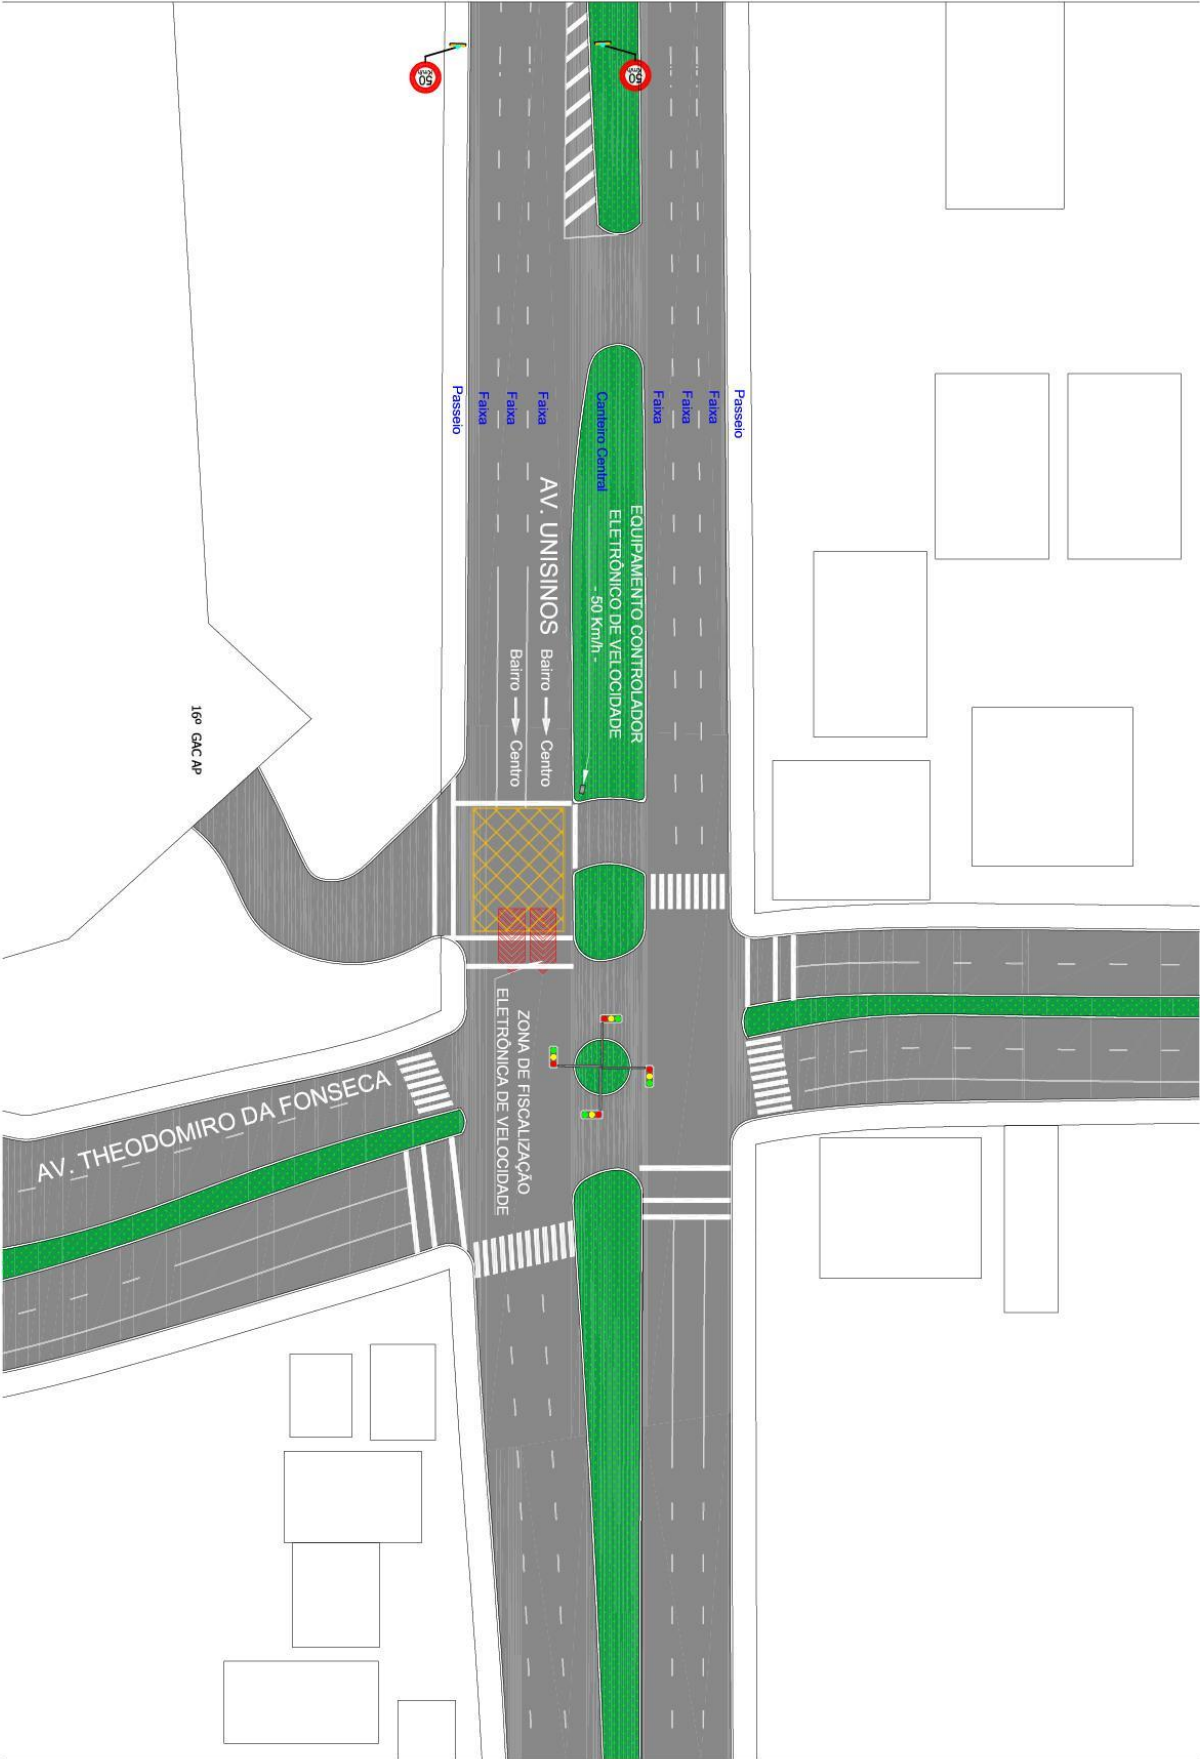 50
Km/h
50
Km/h
Passeio
Faixa
Faixa
Faixa
Canteiro Central
Faixa
Faixa
Faixa
Passeio
EQUIPAMENTO CONTROLADOR
ELETRÔNICO DE VELOCIDADE
- 50 Km/h -
AV. UNISINOS
Bairro Centro
Bairro Centro
16º GAC AP
ZONA DE FISCALIZAÇÃO
ELETRÔNICA DE VELOCIDADE
AV. THEODOMIRO DA FONSECA